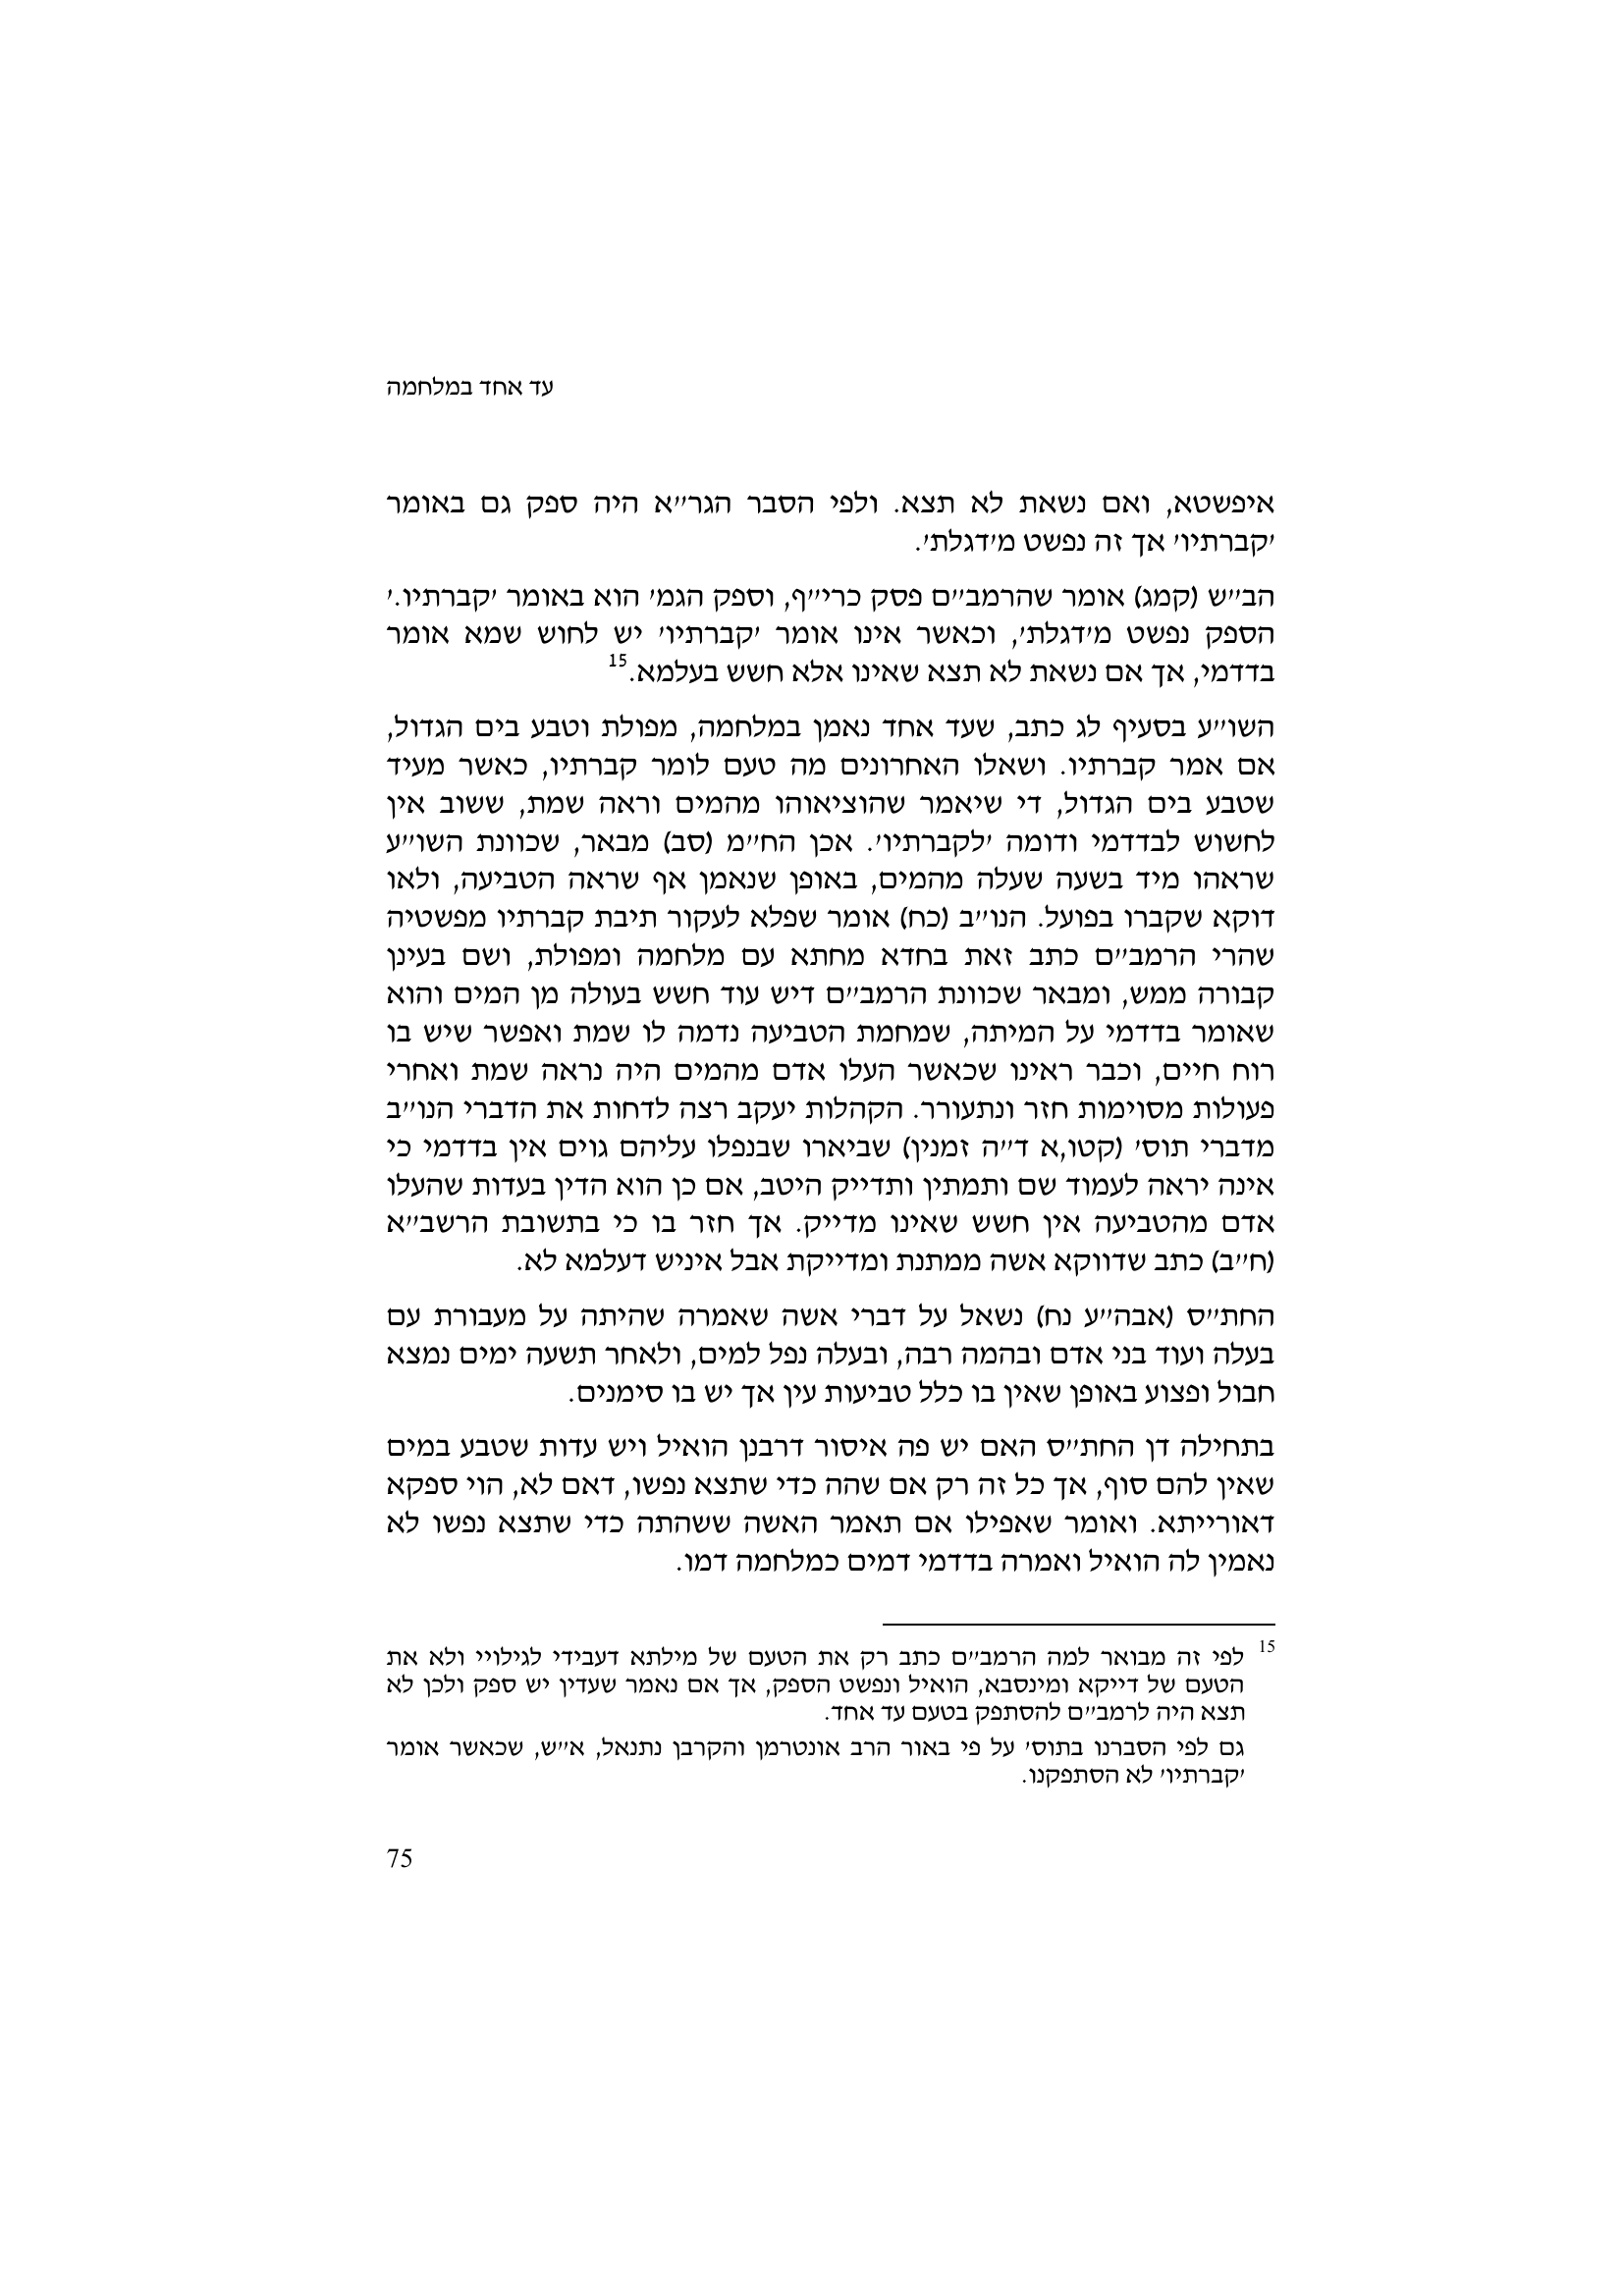 עד אחד במלחמה
איפשטא, ואם נשאת לא תצא. ולפי הסבר הגר״א היה ספק גם באומר
׳קברתיו׳ אך זה נפשט מ׳דגלת׳.
הב״ש (קמג) אומר שהרמב״ם פסק כרי״ף, וספק הגמ׳ הוא באומר ׳קברתיו.׳
הספק נפשט מ׳דגלת׳, וכאשר אינו אומר ׳קברתיו׳ יש לחוש שמא אומר
בדדמי, אך אם נשאת לא תצא שאינו אלא חשש בעלמא.15
השו״ע בסעיף לג כתב, שעד אחד נאמן במלחמה, מפולת וטבע בים הגדול,
אם אמר קברתיו. ושאלו האחרונים מה טעם לומר קברתיו, כאשר מעיד
שטבע בים הגדול, די שיאמר שהוציאוהו מהמים וראה שמת, ששוב אין
לחשוש לבדדמי ודומה ׳לקברתיו׳. אכן הח״מ (סב) מבאר, שכוונת השו״ע
שראהו מיד בשעה שעלה מהמים, באופן שנאמן אף שראה הטביעה, ולאו
דוקא שקברו בפועל. הנו״ב (כח) אומר שפלא לעקור תיבת קברתיו מפשטיה
שהרי הרמב״ם כתב זאת בחדא מחתא עם מלחמה ומפולת, ושם בעינן
קבורה ממש, ומבאר שכוונת הרמב״ם דיש עוד חשש בעולה מן המים והוא
שאומר בדדמי על המיתה, שמחמת הטביעה נדמה לו שמת ואפשר שיש בו
רוח חיים, וכבר ראינו שכאשר העלו אדם מהמים היה נראה שמת ואחרי
פעולות מסוימות חזר ונתעורר. הקהלות יעקב רצה לדחות את הדברי הנו״ב
מדברי תוס׳ (קטו,א ד״ה זמנין) שביארו שבנפלו עליהם גוים אין בדדמי כי
אינה יראה לעמוד שם ותמתין ותדייק היטב, אם כן הוא הדין בעדות שהעלו
אדם מהטביעה אין חשש שאינו מדייק. אך חזר בו כי בתשובת הרשב״א
(ח״ב) כתב שדווקא אשה ממתנת ומדייקת אבל איניש דעלמא לא.
החת״ס (אבה״ע נח) נשאל על דברי אשה שאמרה שהיתה על מעבורת עם
בעלה ועוד בני אדם ובהמה רבה, ובעלה נפל למים, ולאחר תשעה ימים נמצא
חבול ופצוע באופן שאין בו כלל טביעות עין אך יש בו סימנים.
בתחילה דן החת״ס האם יש פה איסור דרבנן הואיל ויש עדות שטבע במים
שאין להם סוף, אך כל זה רק אם שהה כדי שתצא נפשו, דאם לא, הוי ספקא
דאורייתא. ואומר שאפילו אם תאמר האשה ששהתה כדי שתצא נפשו לא
נאמין לה הואיל ואמרה בדדמי דמים כמלחמה דמו.
15 לפי זה מבואר למה הרמב״ם כתב רק את הטעם של מילתא דעבידי לגילויי ולא את
הטעם של דייקא ומינסבא, הואיל ונפשט הספק, אך אם נאמר שעדין יש ספק ולכן לא
תצא היה לרמב״ם להסתפק בטעם עד אחד.
גם לפי הסברנו בתוס׳ על פי באור הרב אונטרמן והקרבן נתנאל, א״ש, שכאשר אומר
׳קברתיו׳ לא הסתפקנו.
75